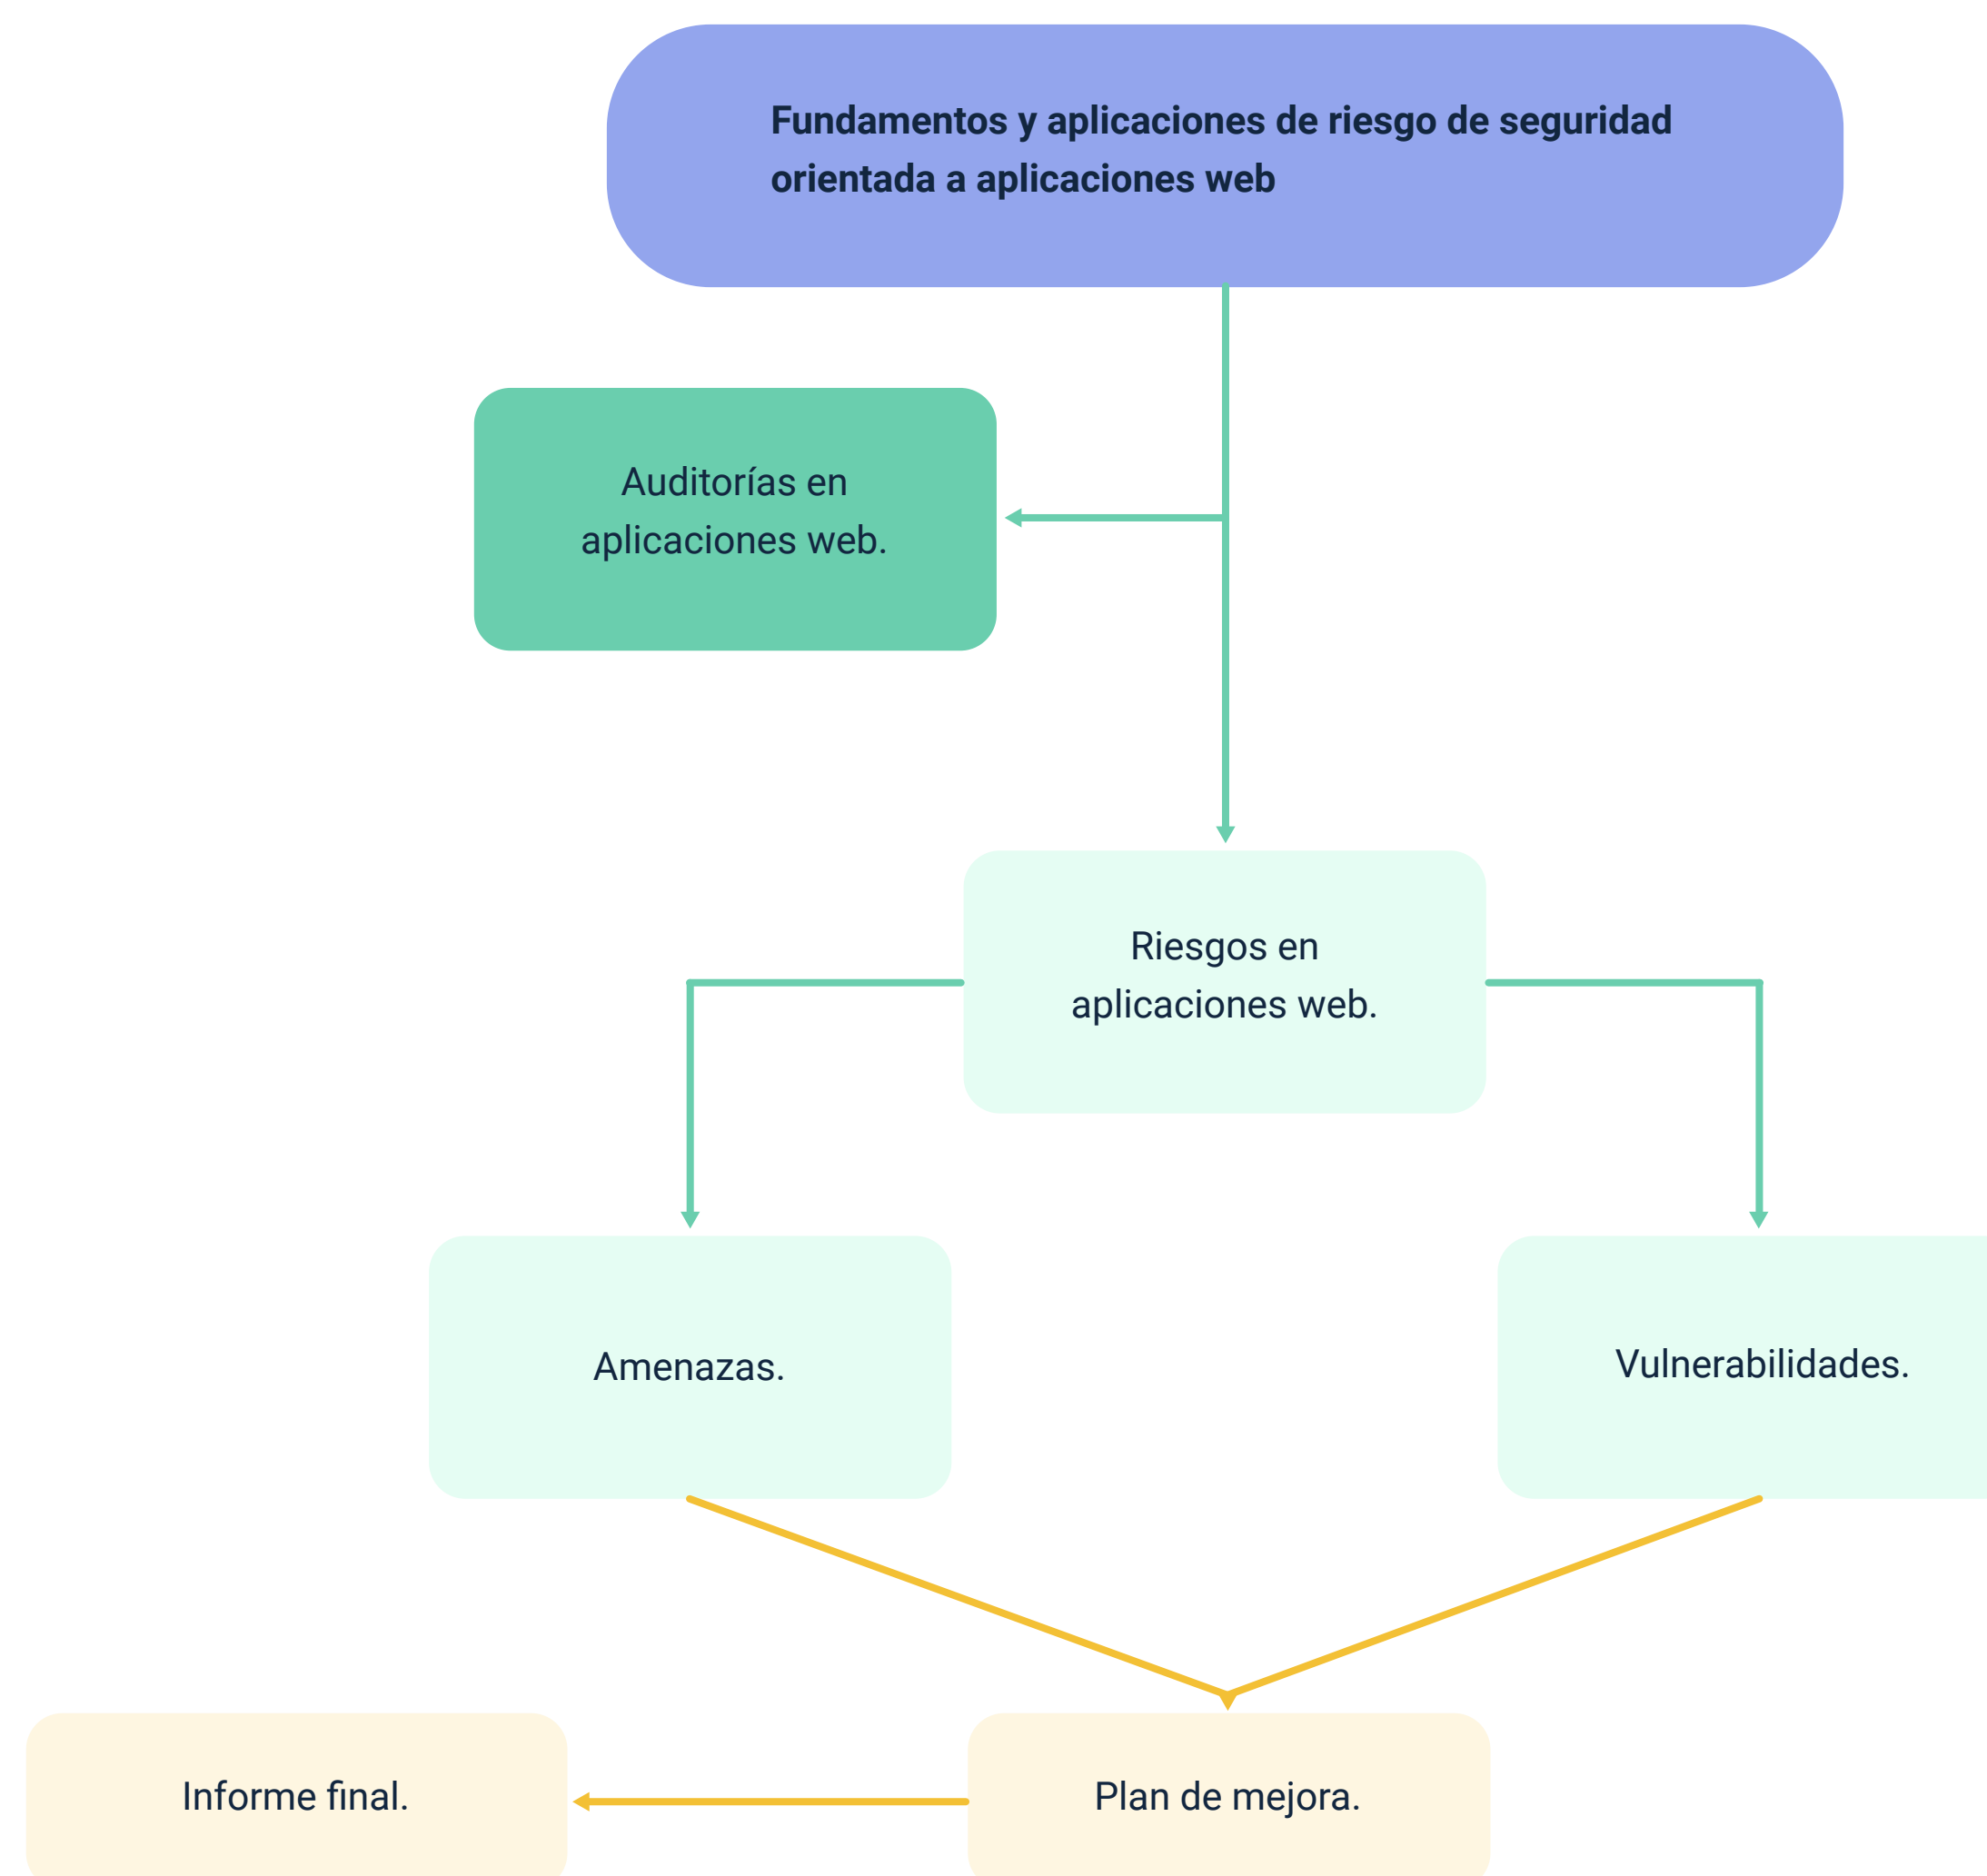 Fundamentos y aplicaciones de riesgo de seguridad
orientada a aplicaciones web
Auditorías en
aplicaciones web.
Riesgos en
aplicaciones web.
Amenazas.
Vulnerabilidades.
Informe final.
Plan de mejora.